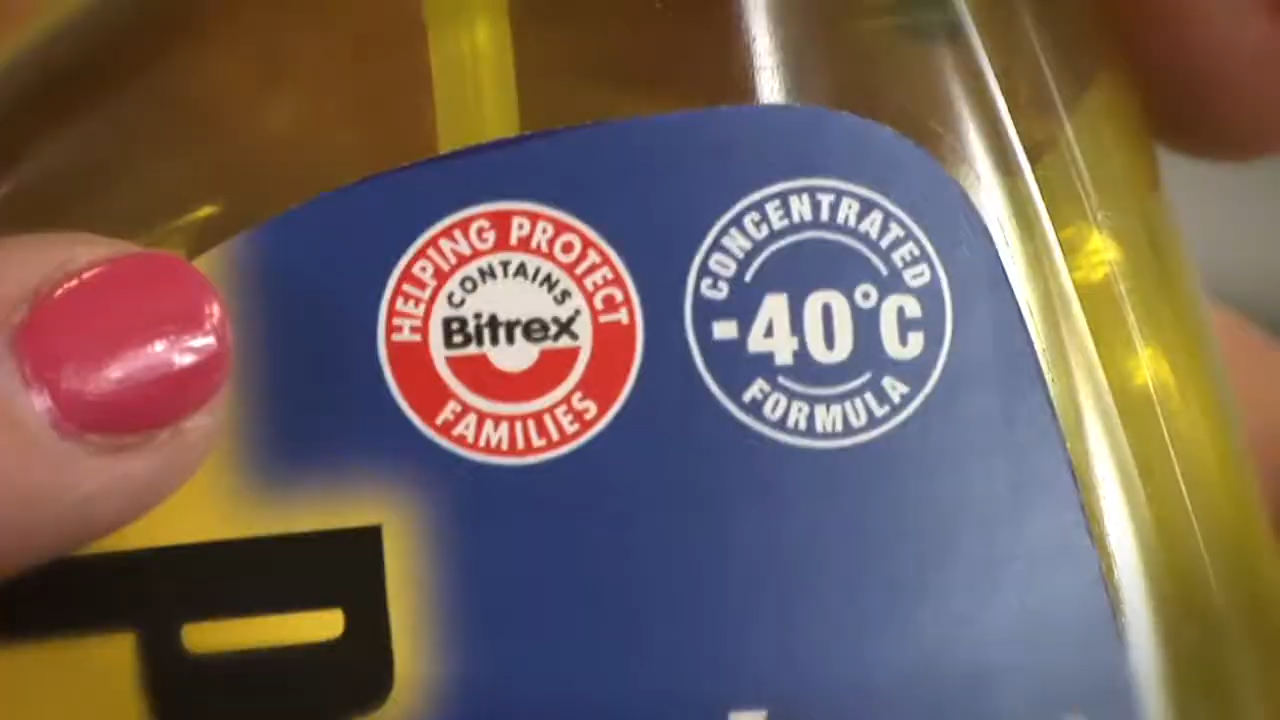 HELPING PROTECT
CONTAINS
Bitrex
FAMILIES
CONCENTRATED
-40°C
FORMULA
P